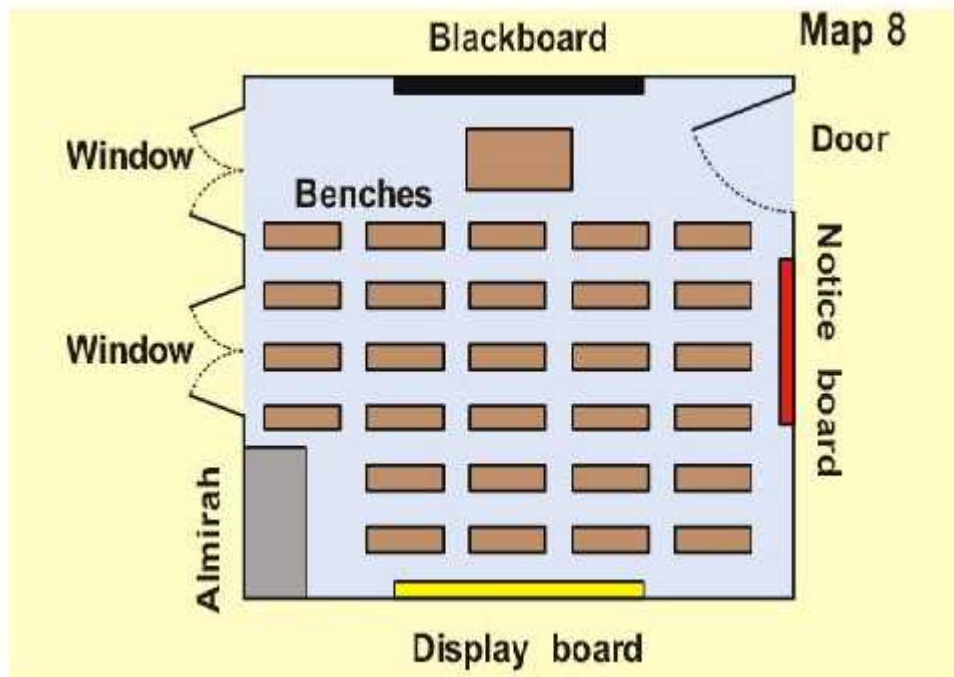 Blackboard
Map 8
Door
Window
Benches
Notice board
Window
Almirah
Display board